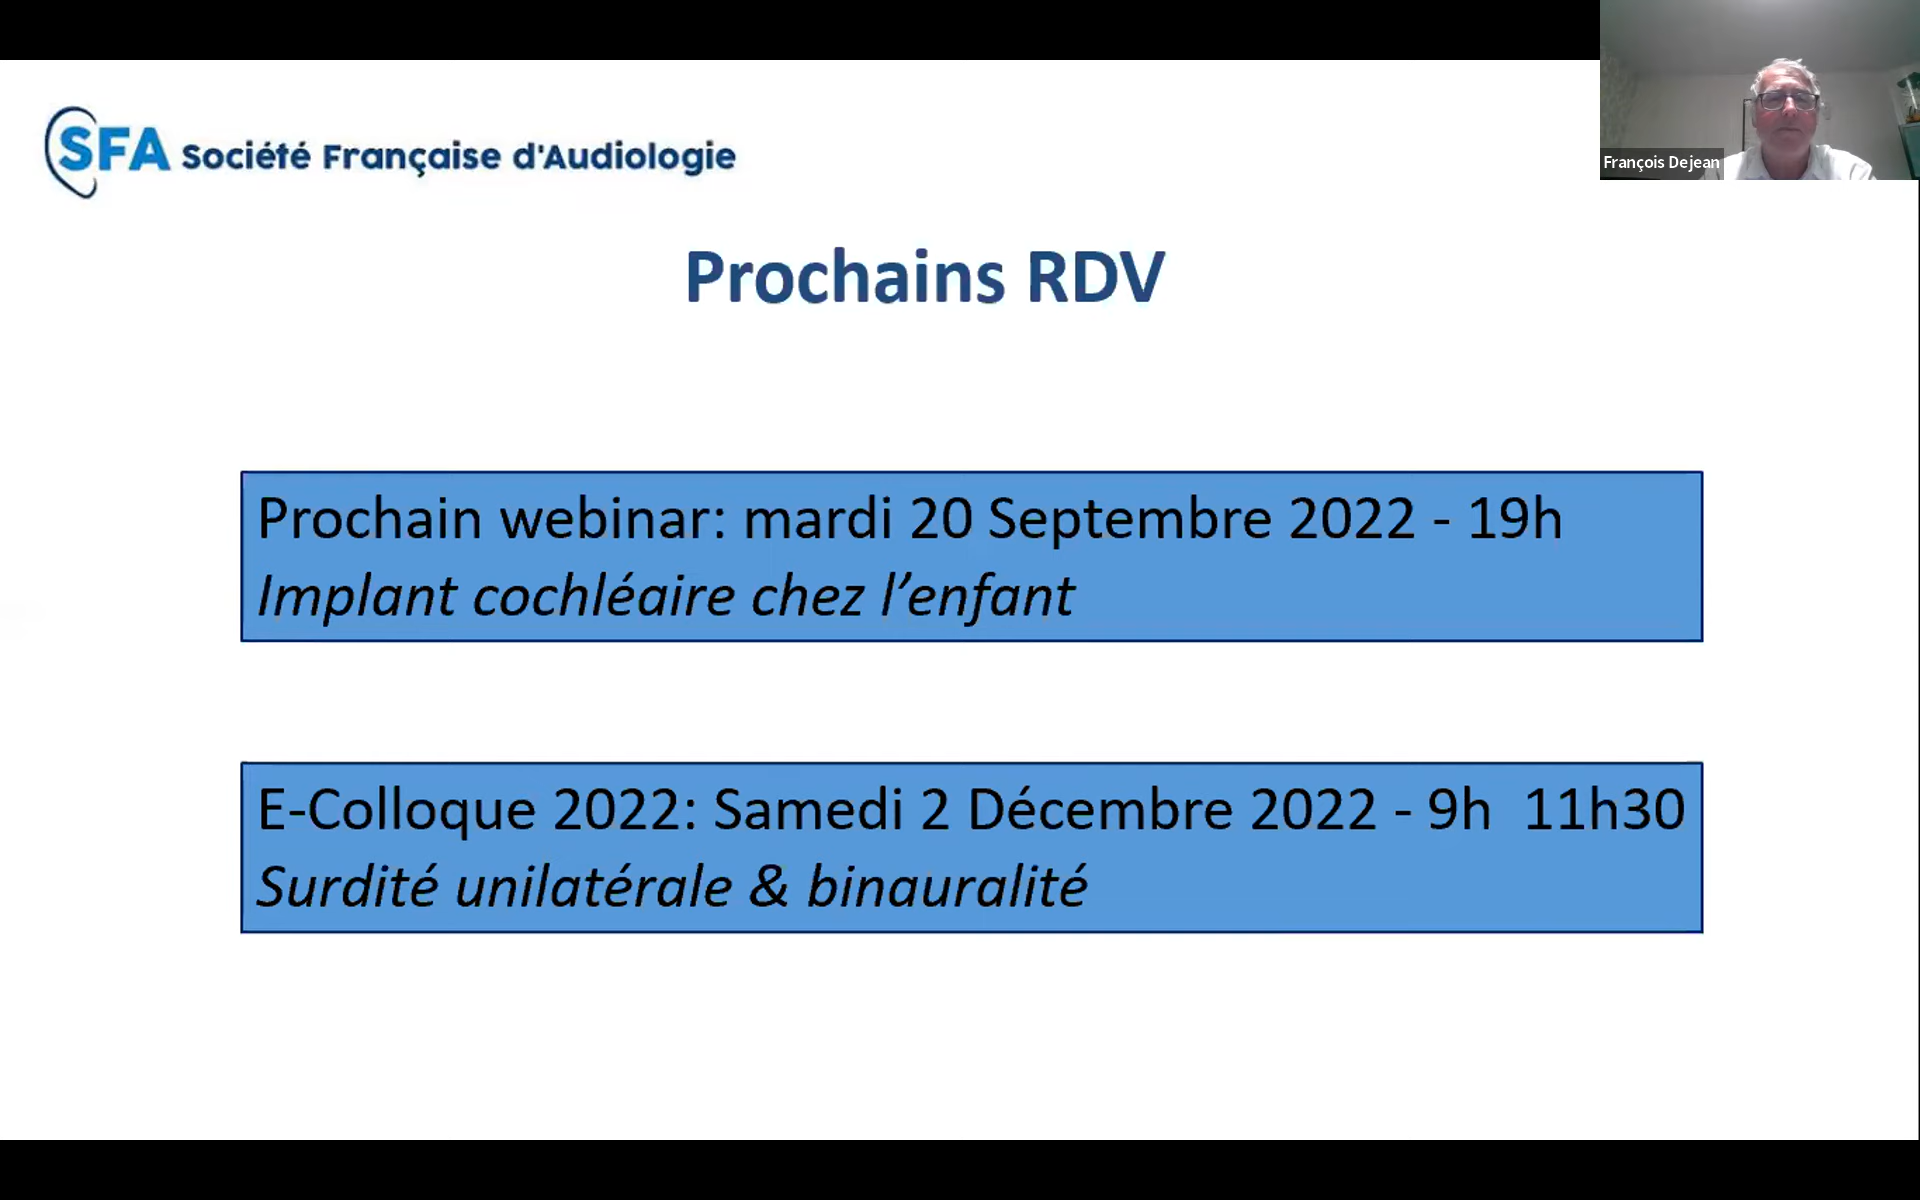 François Dejean
SFA Société Française d'Audiologie
Prochains RDV
Prochain webinar: mardi 20 Septembre 2022 - 19h
Implant cochléaire chez l’enfant
E-Colloque 2022: Samedi 2 Décembre 2022 - 9h  11h30
Surdité unilatérale & binauralité